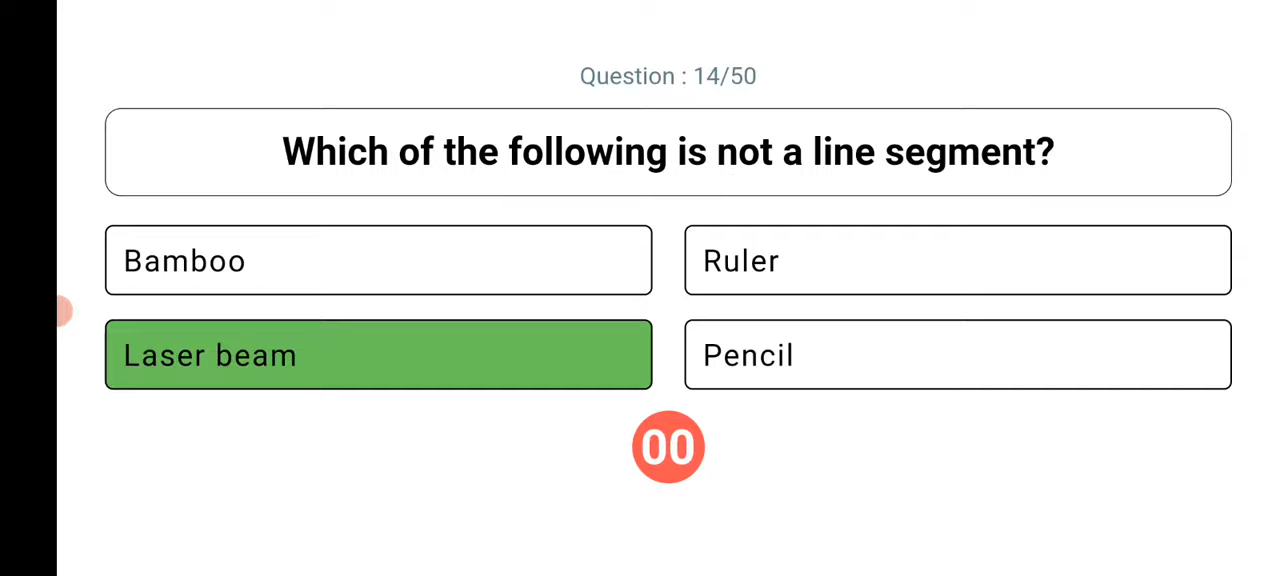 Question : 14/50
Which of the following is not a line segment?
Bamboo
Ruler
Laser beam
Pencil
00